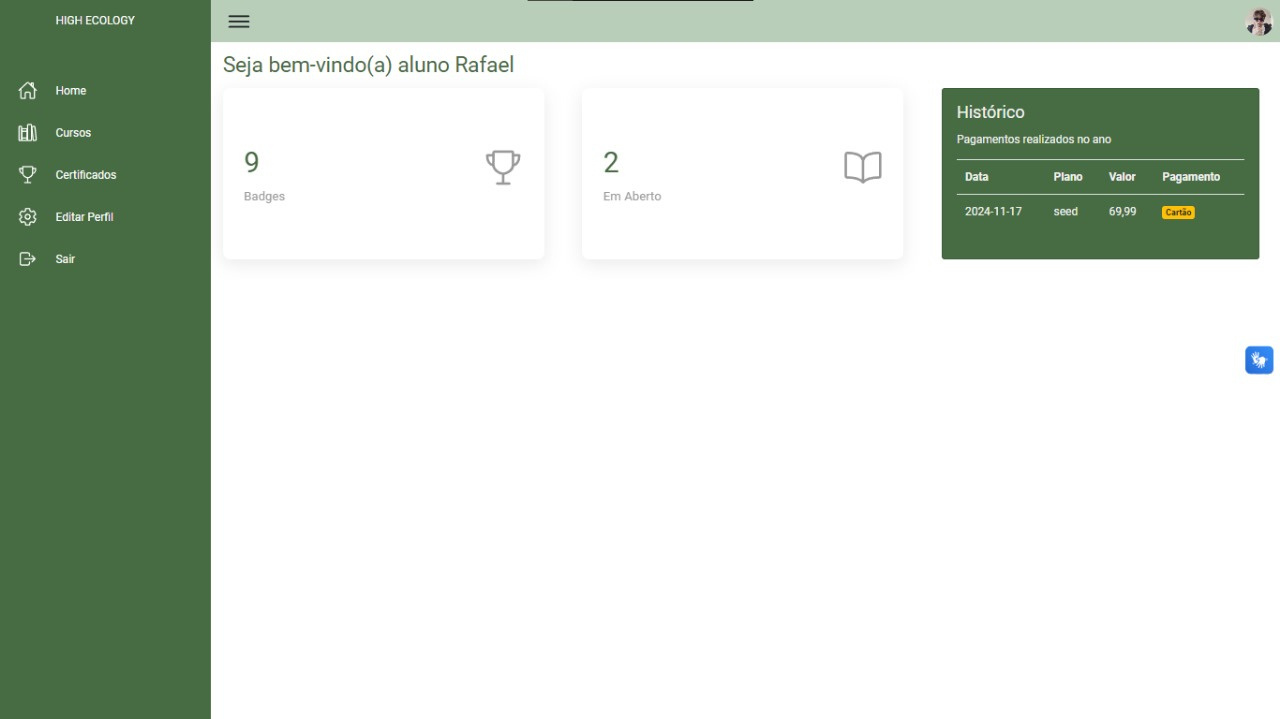 HIGH ECOLOGY
Home
Cursos
Certificados
Editar Perfil
Sair
Seja bem-vindo(a) aluno Rafael
9
Badges
2
Em Aberto
Histórico
Pagamentos realizados no ano
Data Plano Valor Pagamento
2024-11-17 seed 69,99 Cartão